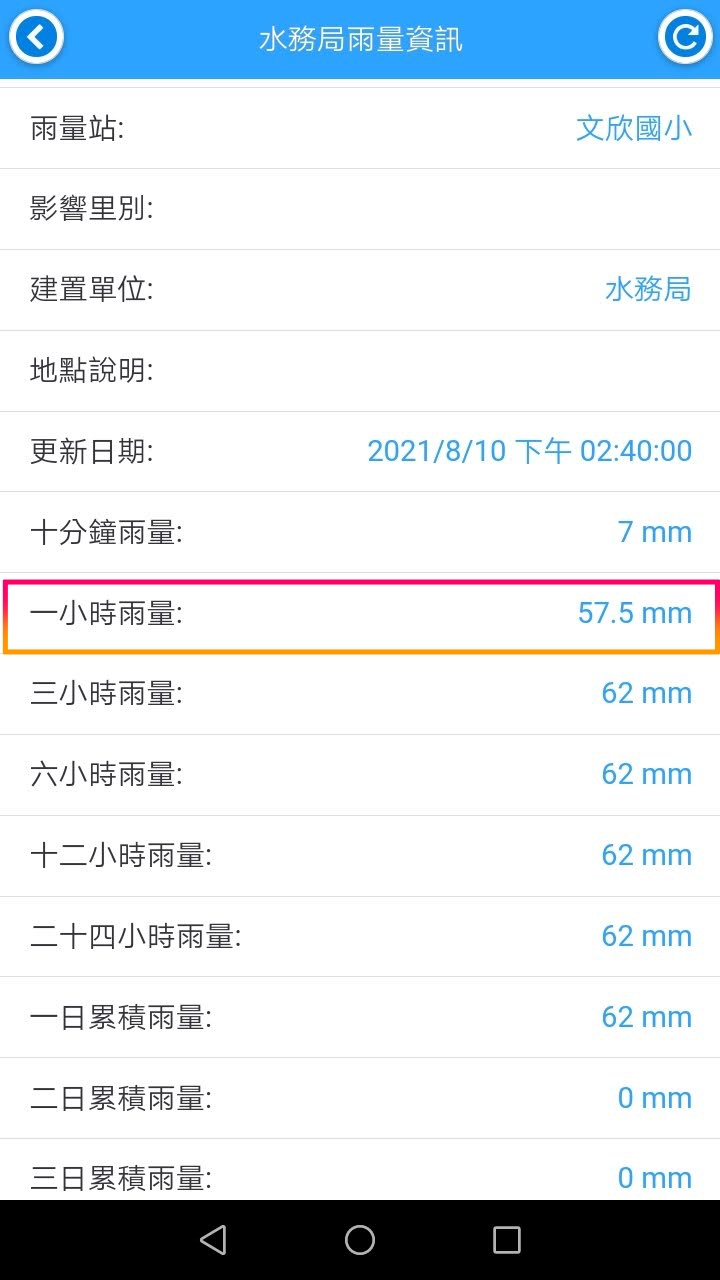 水務局雨量資訊
雨量站: 文欣國小
影響里別:
建置單位: 水務局
地點說明:
更新日期: 2021/8/10 下午 02:40:00
十分鐘雨量: 7 mm
一小時雨量: 57.5 mm
三小時雨量: 62 mm
六小時雨量: 62 mm
十二小時雨量: 62 mm
二十四小時雨量: 62 mm
一日累積雨量: 62 mm
二日累積雨量: 0 mm
三日累積雨量: 0 mm